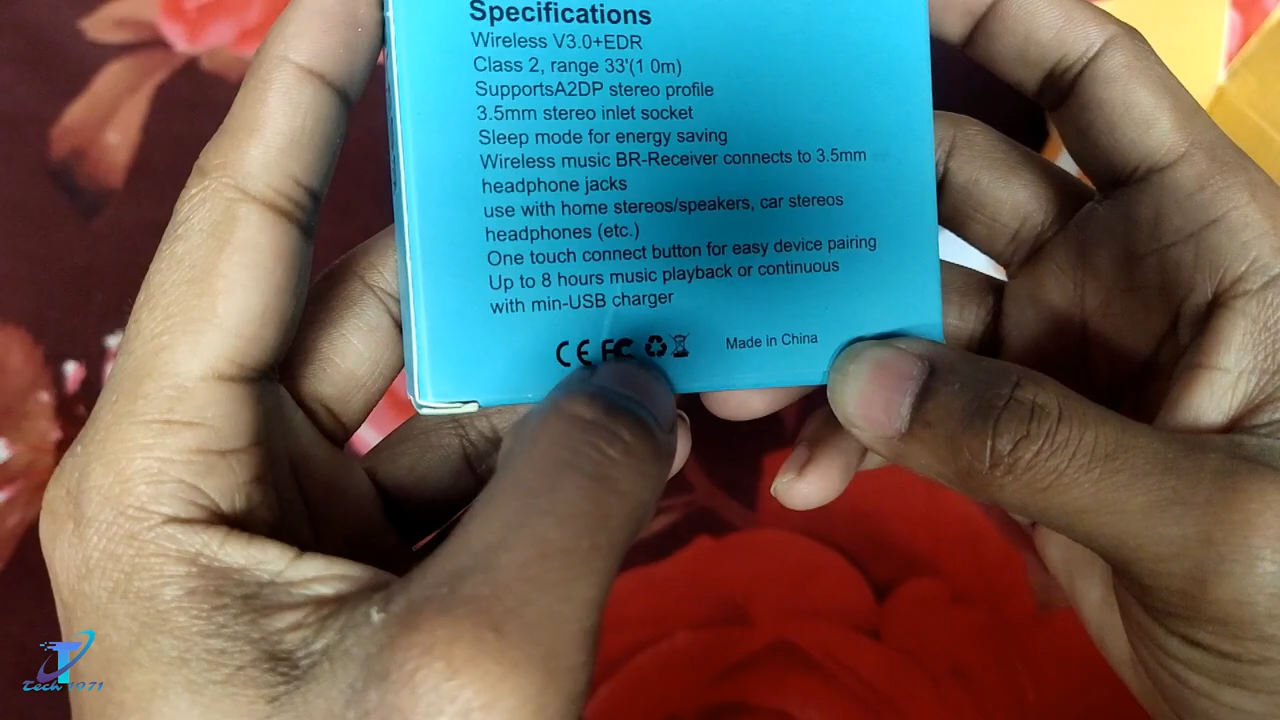 Specifications
Wireless V3.0+EDR
Class 2, range 33'(1 0m)
SupportsA2DP stereo profile
3.5mm stereo inlet socket
Sleep mode for energy saving
Wireless music BR-Receiver connects to 3.5mm
headphone jacks
use with home stereos/speakers, car stereos
headphones (etc.)
One touch connect button for easy device pairing
Up to 8 hours music playback or continuous
with min-USB charger
CE FC Made in China
Tech 1971